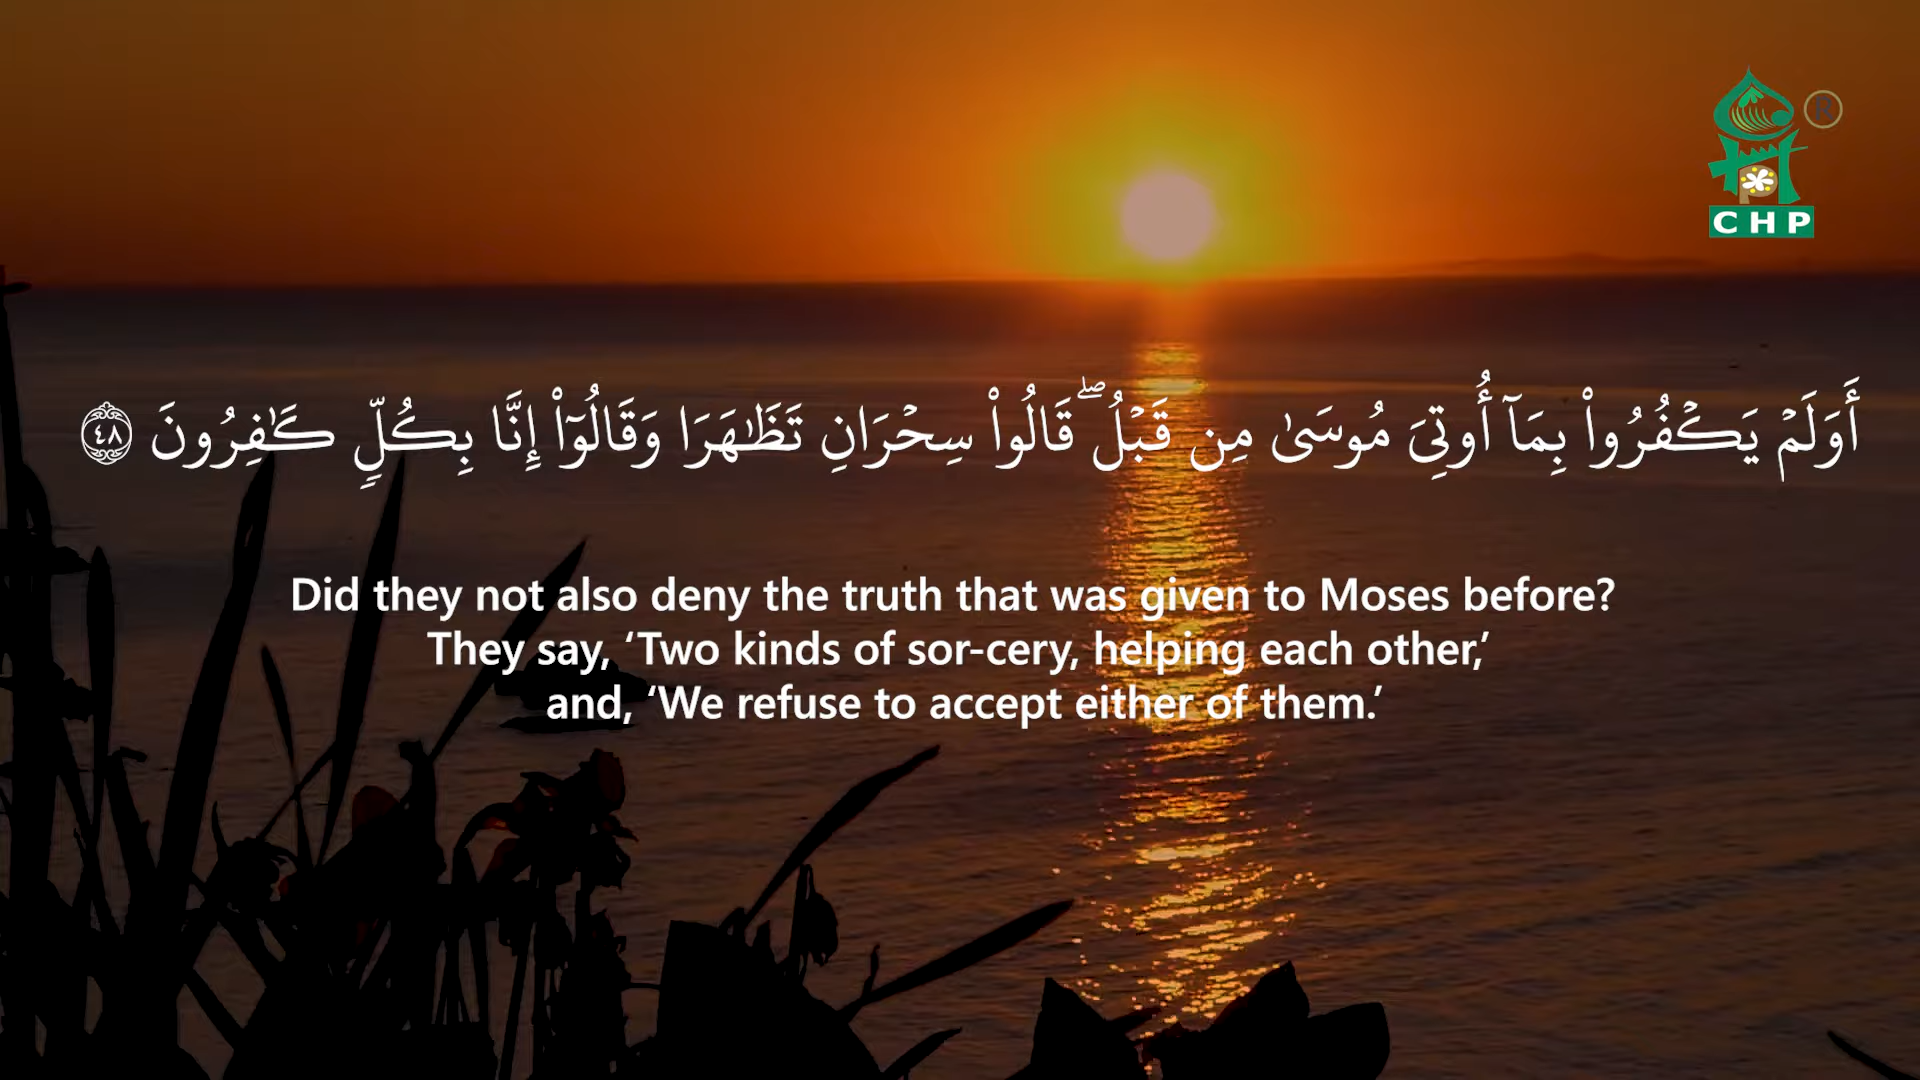 ®
CHP
أَوَلَمْ يَكْفُرُوا۟ بِمَآ أُوتِىَ مُوسَىٰ مِن قَبْلُ ۖ قَالُوا۟ سِحْرَانِ تَظَـٰهَرَا وَقَالُوٓا۟ إِنَّا بِكُلٍّ كَـٰفِرُونَ ٤٨
Did they not also deny the truth that was given to Moses before?
They say, ‘Two kinds of sor-cery, helping each other,’
and, ‘We refuse to accept either of them.’